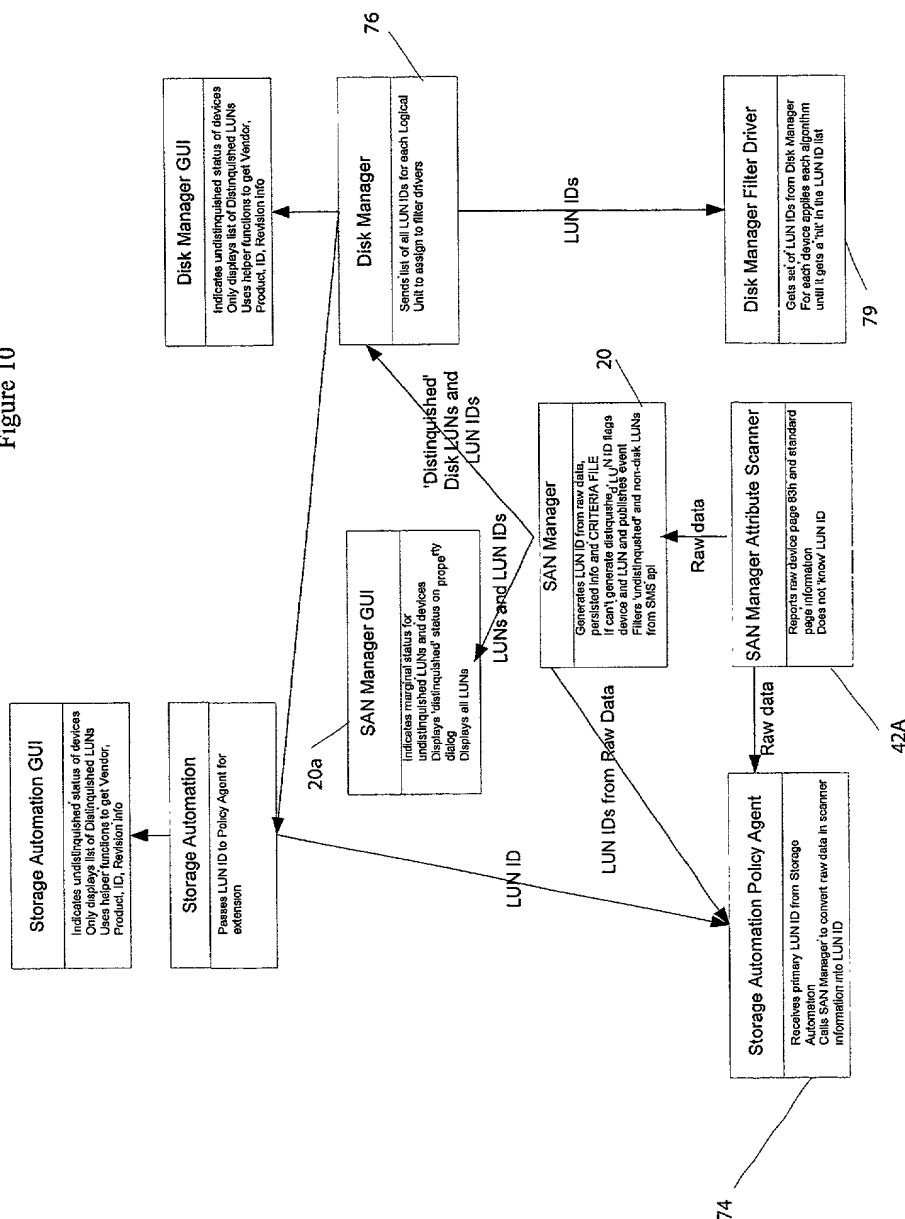 Figure 10
Storage Automation GUI
Indicates undistinquished status of devices
Only displays list of Distinquished LUNs
Uses helper functions to get Vendor,
Product, ID, Revision Info
Storage Automation
Passes LUN ID to Policy Agent for
extension
Disk Manager GUI
Indicates undistinquished status of devices
Only displays list of Distinquished LUNs
Uses helper functions to get Vendor,
Product, ID, Revision Info
76
Disk Manager
Sends list of all LUN IDs for each Logical
Unit to assign to filter drivers
20a
SAN Manager GUI
Indicates marginal status for
undistinquished LUNs and devices
Displays 'distinquished' status on property
dialog
Displays all LUNs
'Distinquished'
Disk LUNs and
LUN IDs
LUNs and LUN IDs
LUN ID
LUN IDs
LUN IDs from Raw Data
20
SAN Manager
Generates LUN ID from raw data,
persisted info and CRITERIA FILE
If can't generate distiquished LUN ID flags
device and LUN and publishes event
Filters 'undistinqushed' and non-disk LUNs
from SMS api
Raw data
74
Storage Automation Policy Agent
Receives primary LUN ID from Storage
Automation
Calls SAN Manager to convert raw data in scanner
information into LUN ID
Raw data
42A
SAN Manager Attribute Scanner
Reports raw device page 83h and standard
page information
Does not 'know' LUN ID
79
Disk Manager Filter Driver
Gets set of LUN IDs from Disk Manager
For each device applies each algorithm
until it gets a 'hit' in the LUN ID list